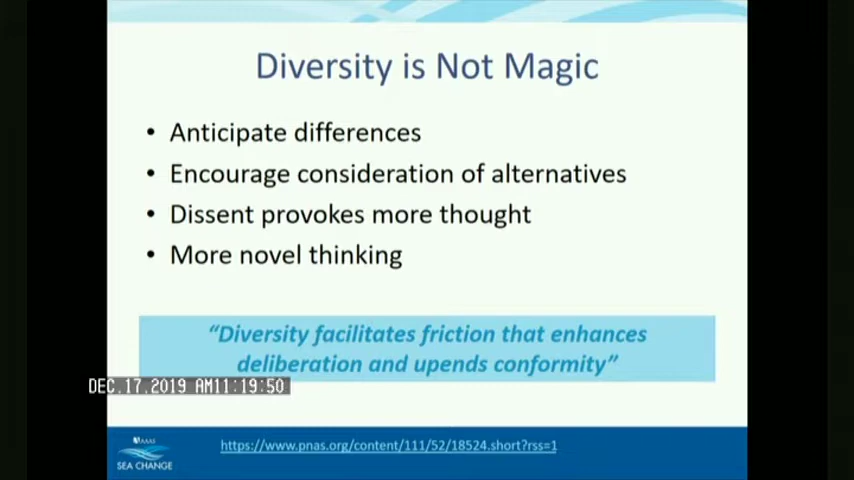 Diversity is Not Magic
• Anticipate differences
• Encourage consideration of alternatives
• Dissent provokes more thought
• More novel thinking
“Diversity facilitates friction that enhances
deliberation and upends conformity”
DEC.17.2019 AM11:19:50
AAAS
SEA CHANGE
https://www.pnas.org/content/111/52/18524.short?rss=1